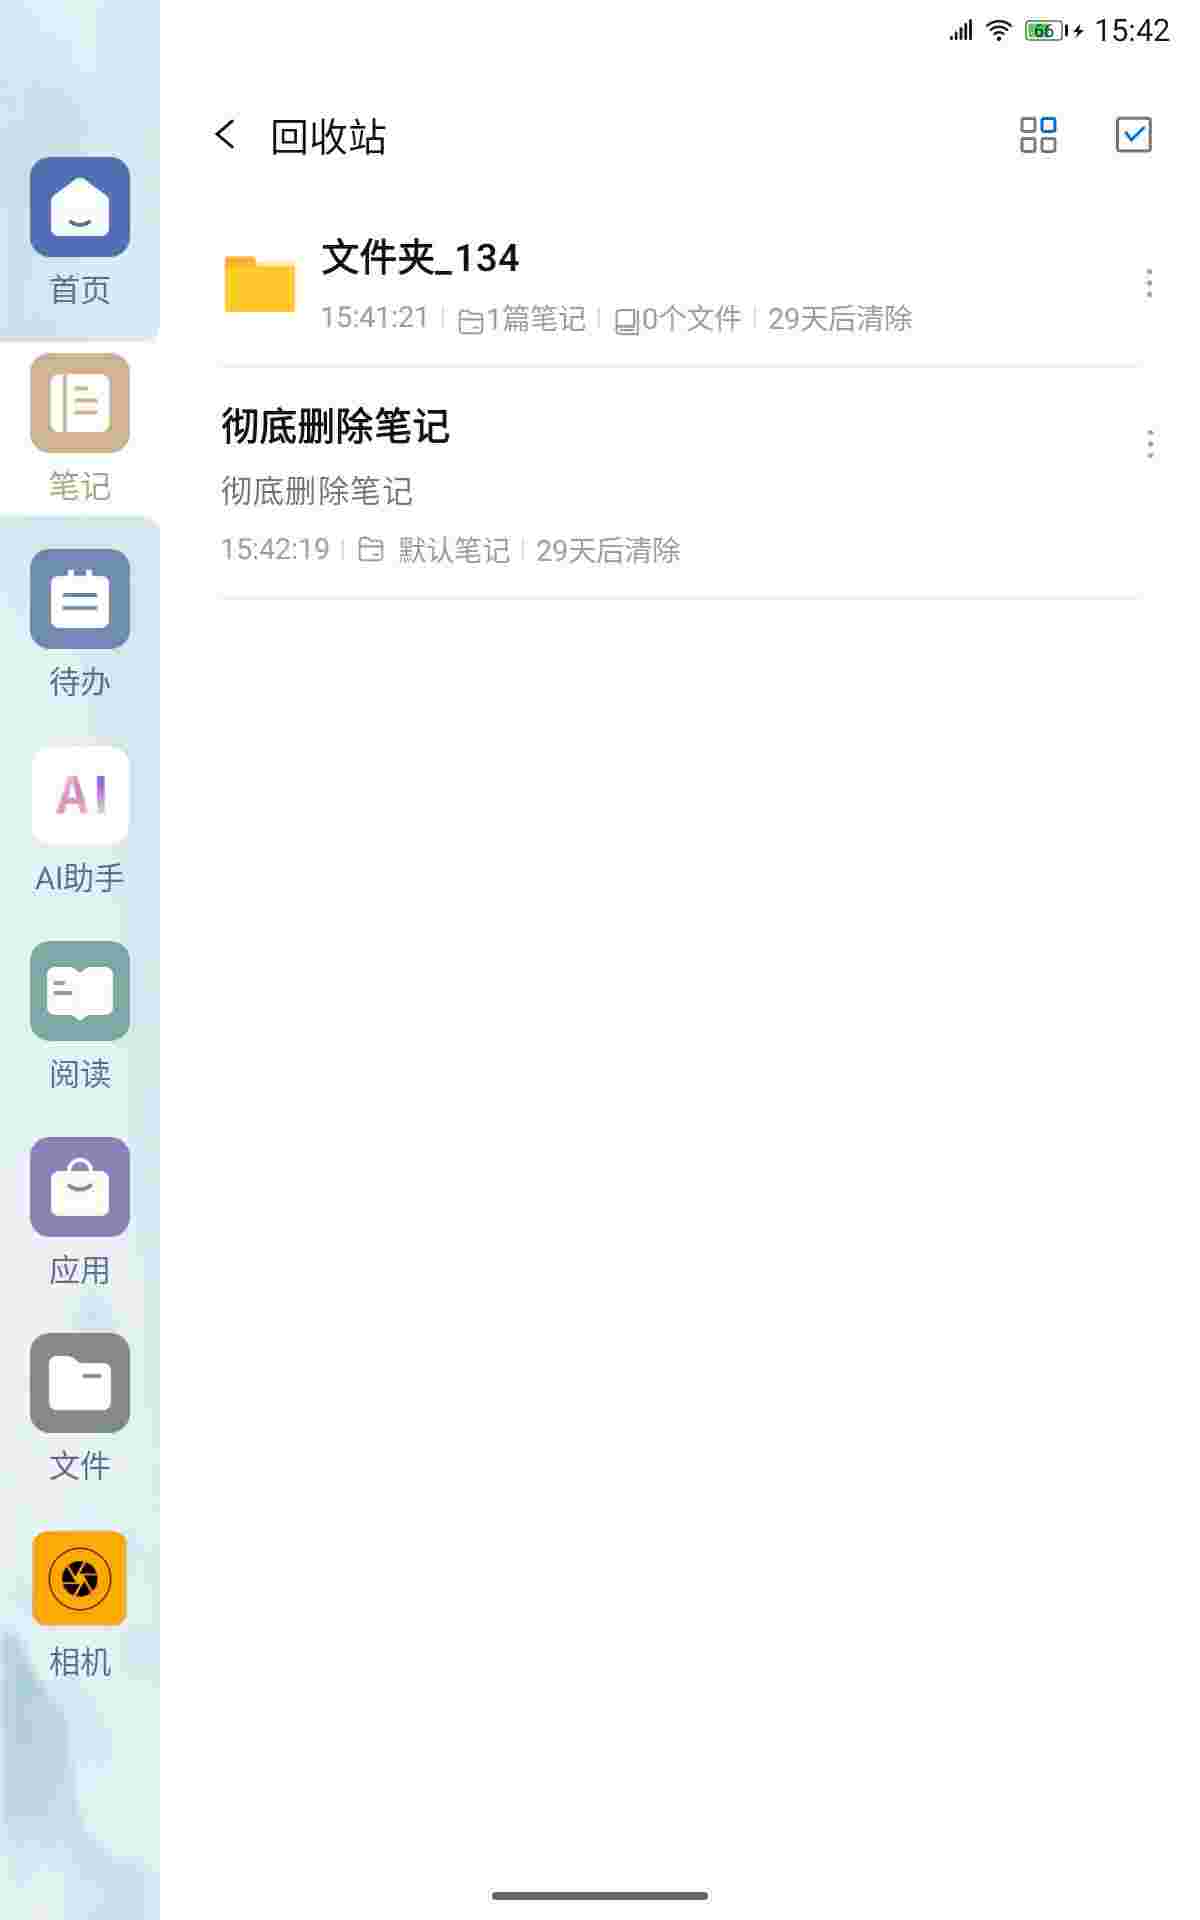 66 15:42
回收站
文件夹_134
15:41:21 1篇笔记 0个文件 29天后清除
彻底删除笔记
彻底删除笔记
15:42:19 默认笔记 29天后清除
首页
笔记
待办
AI
AI助手
阅读
应用
文件
相机